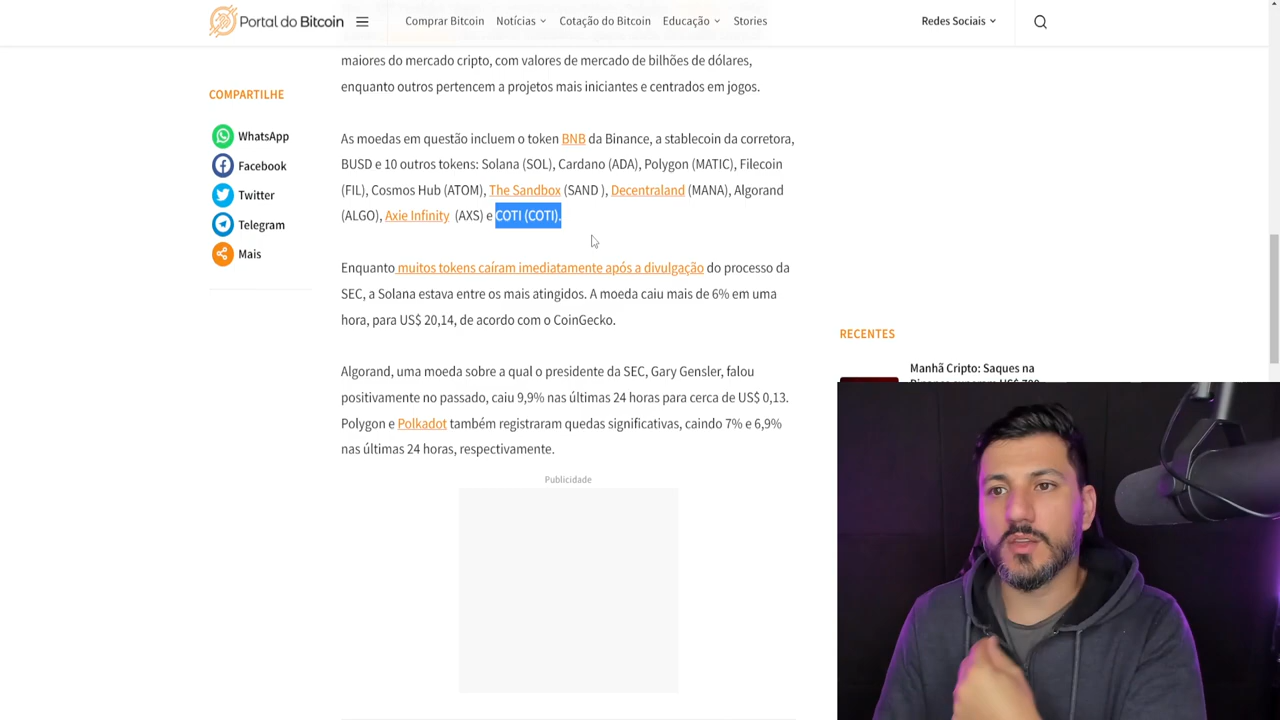 Portal do Bitcoin
Comprar Bitcoin
Notícias
Cotação do Bitcoin
Educação
Stories
Redes Sociais
COMPARTILHE
WhatsApp
Facebook
Twitter
Telegram
Mais
maiores do mercado cripto, com valores de mercado de bilhões de dólares,
enquanto outros pertencem a projetos mais iniciantes e centrados em jogos.
As moedas em questão incluem o token BNB da Binance, a stablecoin da corretora,
BUSD e 10 outros tokens: Solana (SOL), Cardano (ADA), Polygon (MATIC), Filecoin
(FIL), Cosmos Hub (ATOM), The Sandbox (SAND ), Decentraland (MANA), Algorand
(ALGO), Axie Infinity (AXS) e COTI (COTI).
Enquanto muitos tokens caíram imediatamente após a divulgação do processo da
SEC, a Solana estava entre os mais atingidos. A moeda caiu mais de 6% em uma
hora, para US$ 20,14, de acordo com o CoinGecko.
Algorand, uma moeda sobre a qual o presidente da SEC, Gary Gensler, falou
positivamente no passado, caiu 9,9% nas últimas 24 horas para cerca de US$ 0,13.
Polygon e Polkadot também registraram quedas significativas, caindo 7% e 6,9%
nas últimas 24 horas, respectivamente.
Publicidade
RECENTES
Manhã Cripto: Saques na